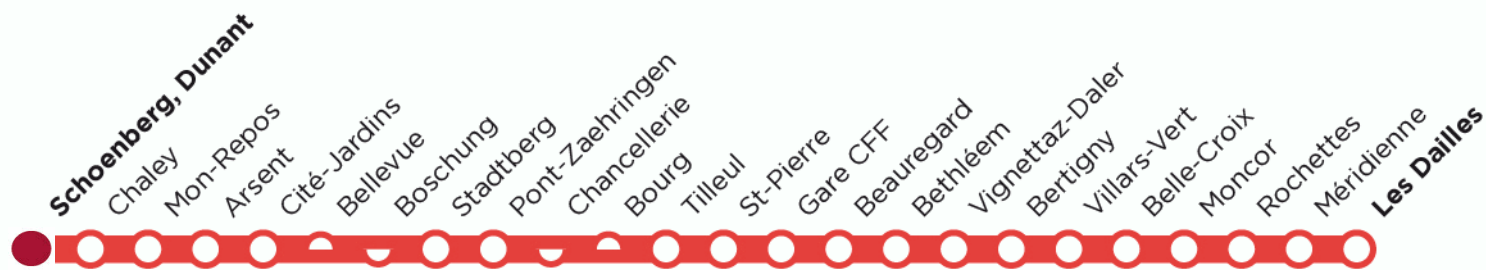 Schoenberg, Dunant
Chaley
Mon-Repos
Arsent
Cité-Jardins
Bellevue
Boschung
Stadtberg
Pont-Zaehringen
Chancellerie
Bourg
Tilleul
St-Pierre
Gare CFF
Beauregard
Bethléem
Vignettaz-Daler
Bertigny
Villars-Vert
Belle-Croix
Moncor
Rochettes
Méridienne
Les Dailles